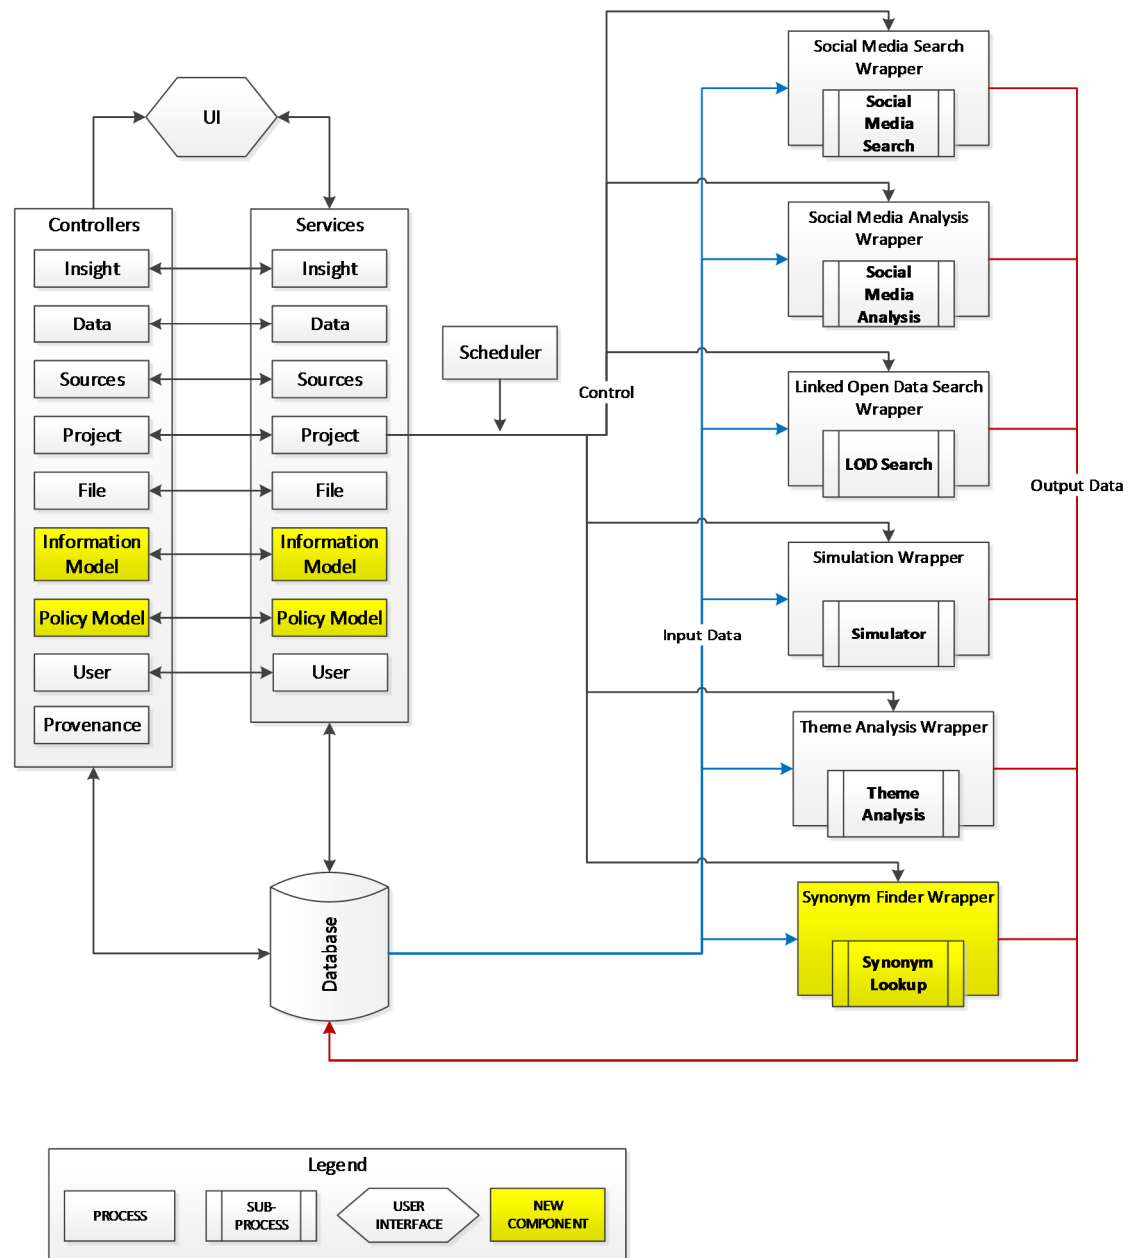 UI
Controllers
Insight
Data
Sources
Project
File
Information
Model
Policy Model
User
Provenance
Services
Insight
Data
Sources
Project
File
Information
Model
Policy Model
User
Scheduler
Control
Input Data
Output Data
Database
Social Media Search
Wrapper
Social
Media
Search
Social Media Analysis
Wrapper
Social
Media
Analysis
Linked Open Data Search
Wrapper
LOD Search
Simulation Wrapper
Simulator
Theme Analysis Wrapper
Theme
Analysis
Synonym Finder Wrapper
Synonym
Lookup
Legend
PROCESS
SUB-
PROCESS
USER
INTERFACE
NEW
COMPONENT